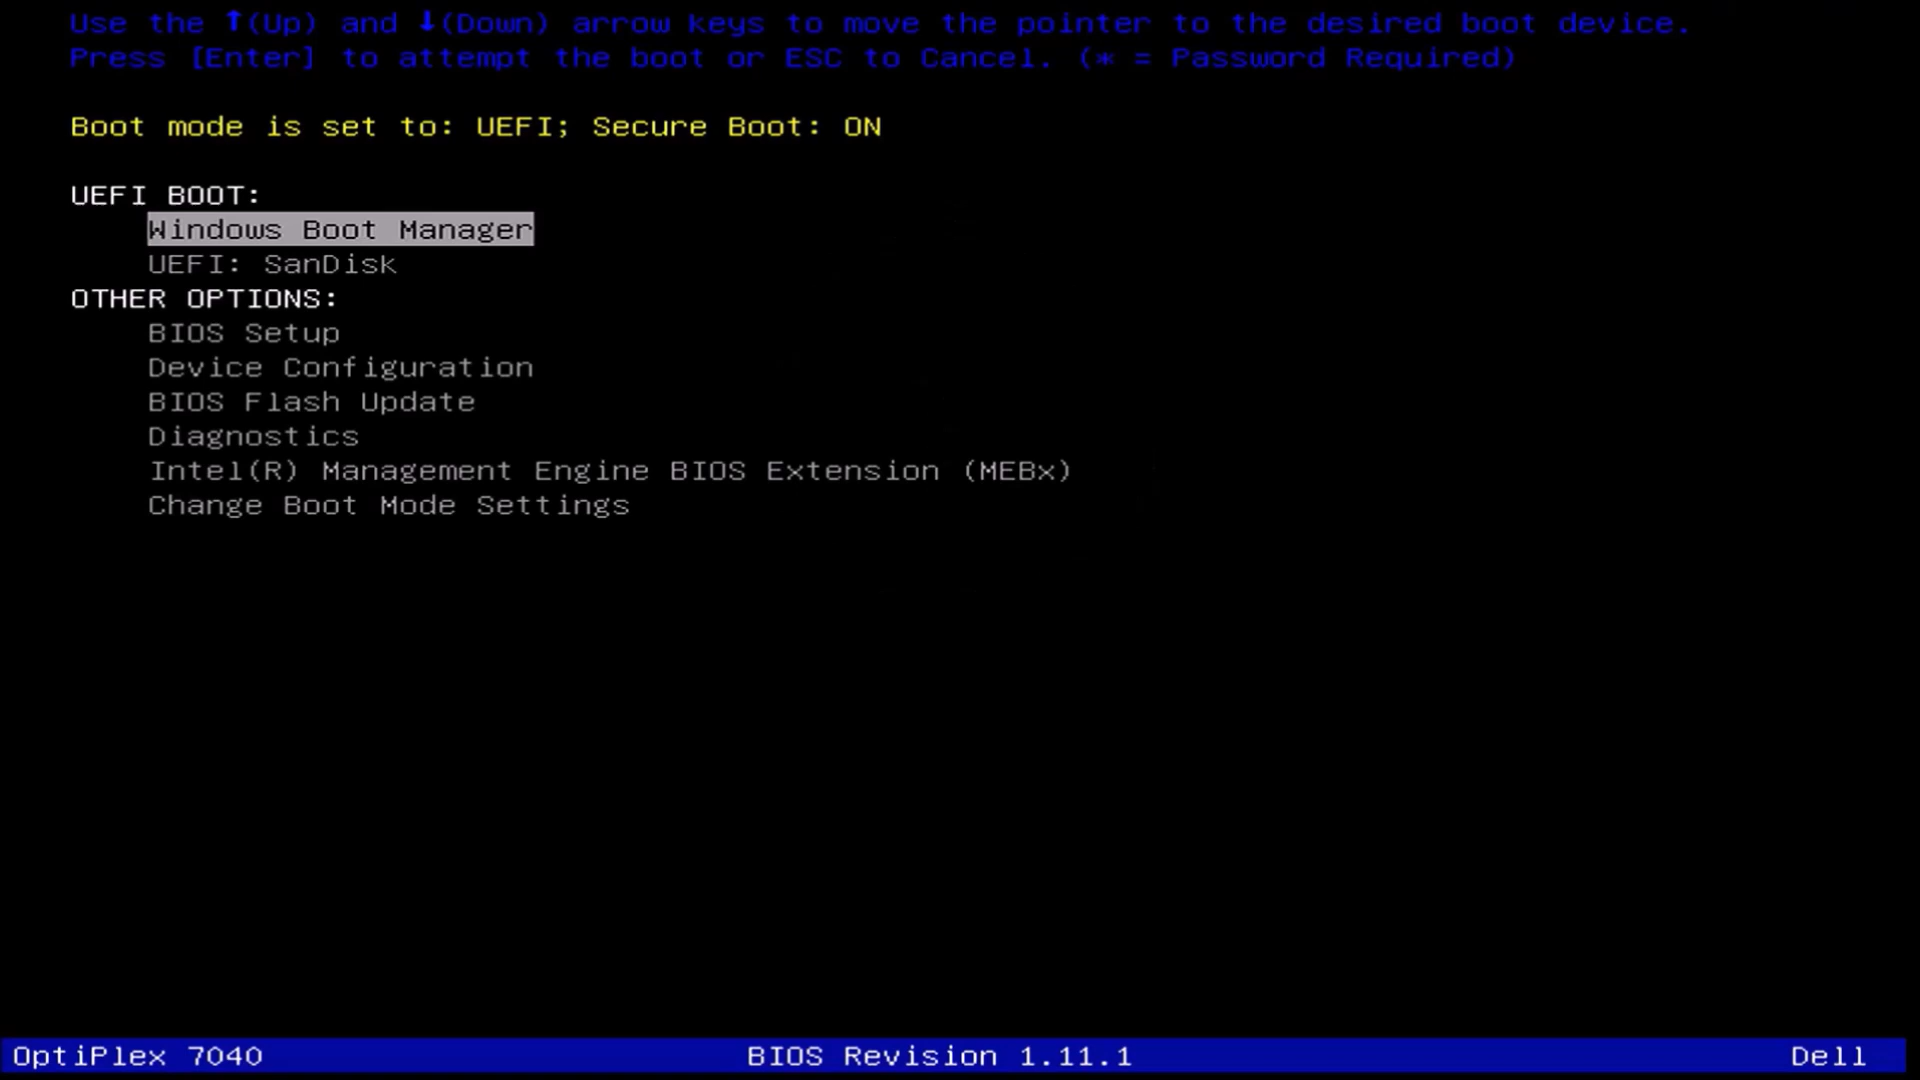 Use the ↑(Up) and ↓(Down) arrow keys to move the pointer to the desired boot device.
Press [Enter] to attempt the boot or ESC to Cancel. (* = Password Required)
Boot mode is set to: UEFI; Secure Boot: ON
UEFI BOOT:
Windows Boot Manager
UEFI: SanDisk
OTHER OPTIONS:
BIOS Setup
Device Configuration
BIOS Flash Update
Diagnostics
Intel(R) Management Engine BIOS Extension (MEBx)
Change Boot Mode Settings
OptiPlex 7040 BIOS Revision 1.11.1 Dell